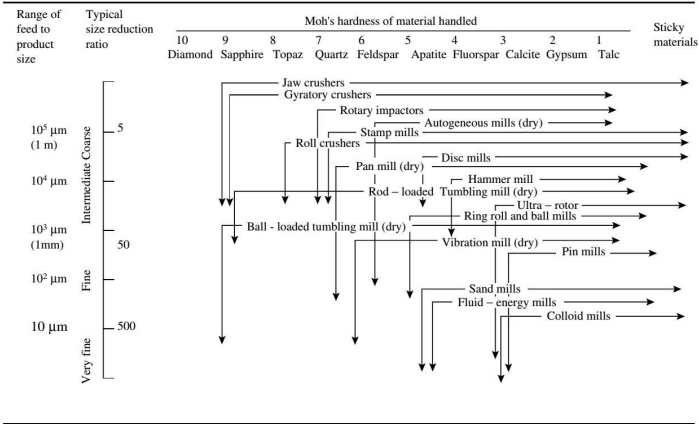 Range of
feed to
product
size
Typical
size reduction
ratio
Moh's hardness of material handled
Sticky
materials
10 9 8 7 6 5 4 3 2 1
Diamond Sapphire Topaz Quartz Feldspar Apatite Fluorspar Calcite Gypsum Talc
Jaw crushers
Gyratory crushers
Rotary impactors
Autogeneous mills (dry)
10⁵ µm
(1 m)
5
Stamp mills
Roll crushers
Disc mills
Pan mill (dry)
Hammer mill
10⁴ µm
Rod – loaded Tumbling mill (dry)
Ultra – rotor
Ring roll and ball mills
10³ µm
(1mm)
50
Ball - loaded tumbling mill (dry)
Vibration mill (dry)
Pin mills
10² µm
Sand mills
Fluid – energy mills
Colloid mills
10 µm
500
Intermediate Coarse
Fine
Very fine